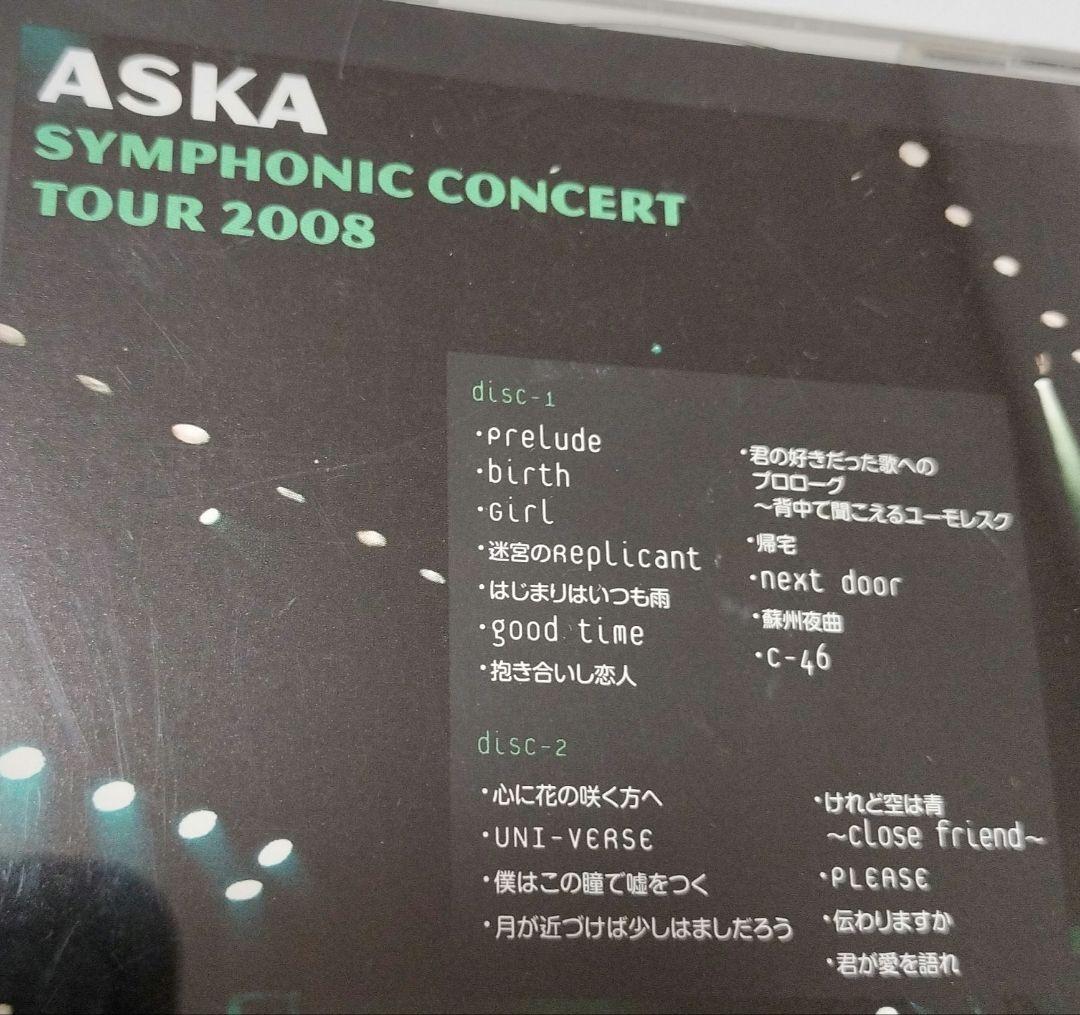 ASKA
SYMPHONIC CONCERT
TOUR 2008
disc-1
・prelude
・birth
・Girl
・迷宮のReplicant
・はじまりはいつも雨
・good time
・抱き合いし恋人
・君の好きだった歌への
プロローグ
〜背中で聞こえるユーモレスク
・帰宅
・next door
・蘇州夜曲
・C-46
disc-2
・心に花の咲く方へ
・UNI-VERSE
・僕はこの瞳で嘘をつく
・月が近づけば少しはましだろう
・けれど空は青
〜close friend〜
・PLEASE
・伝わりますか
・君が愛を語れ